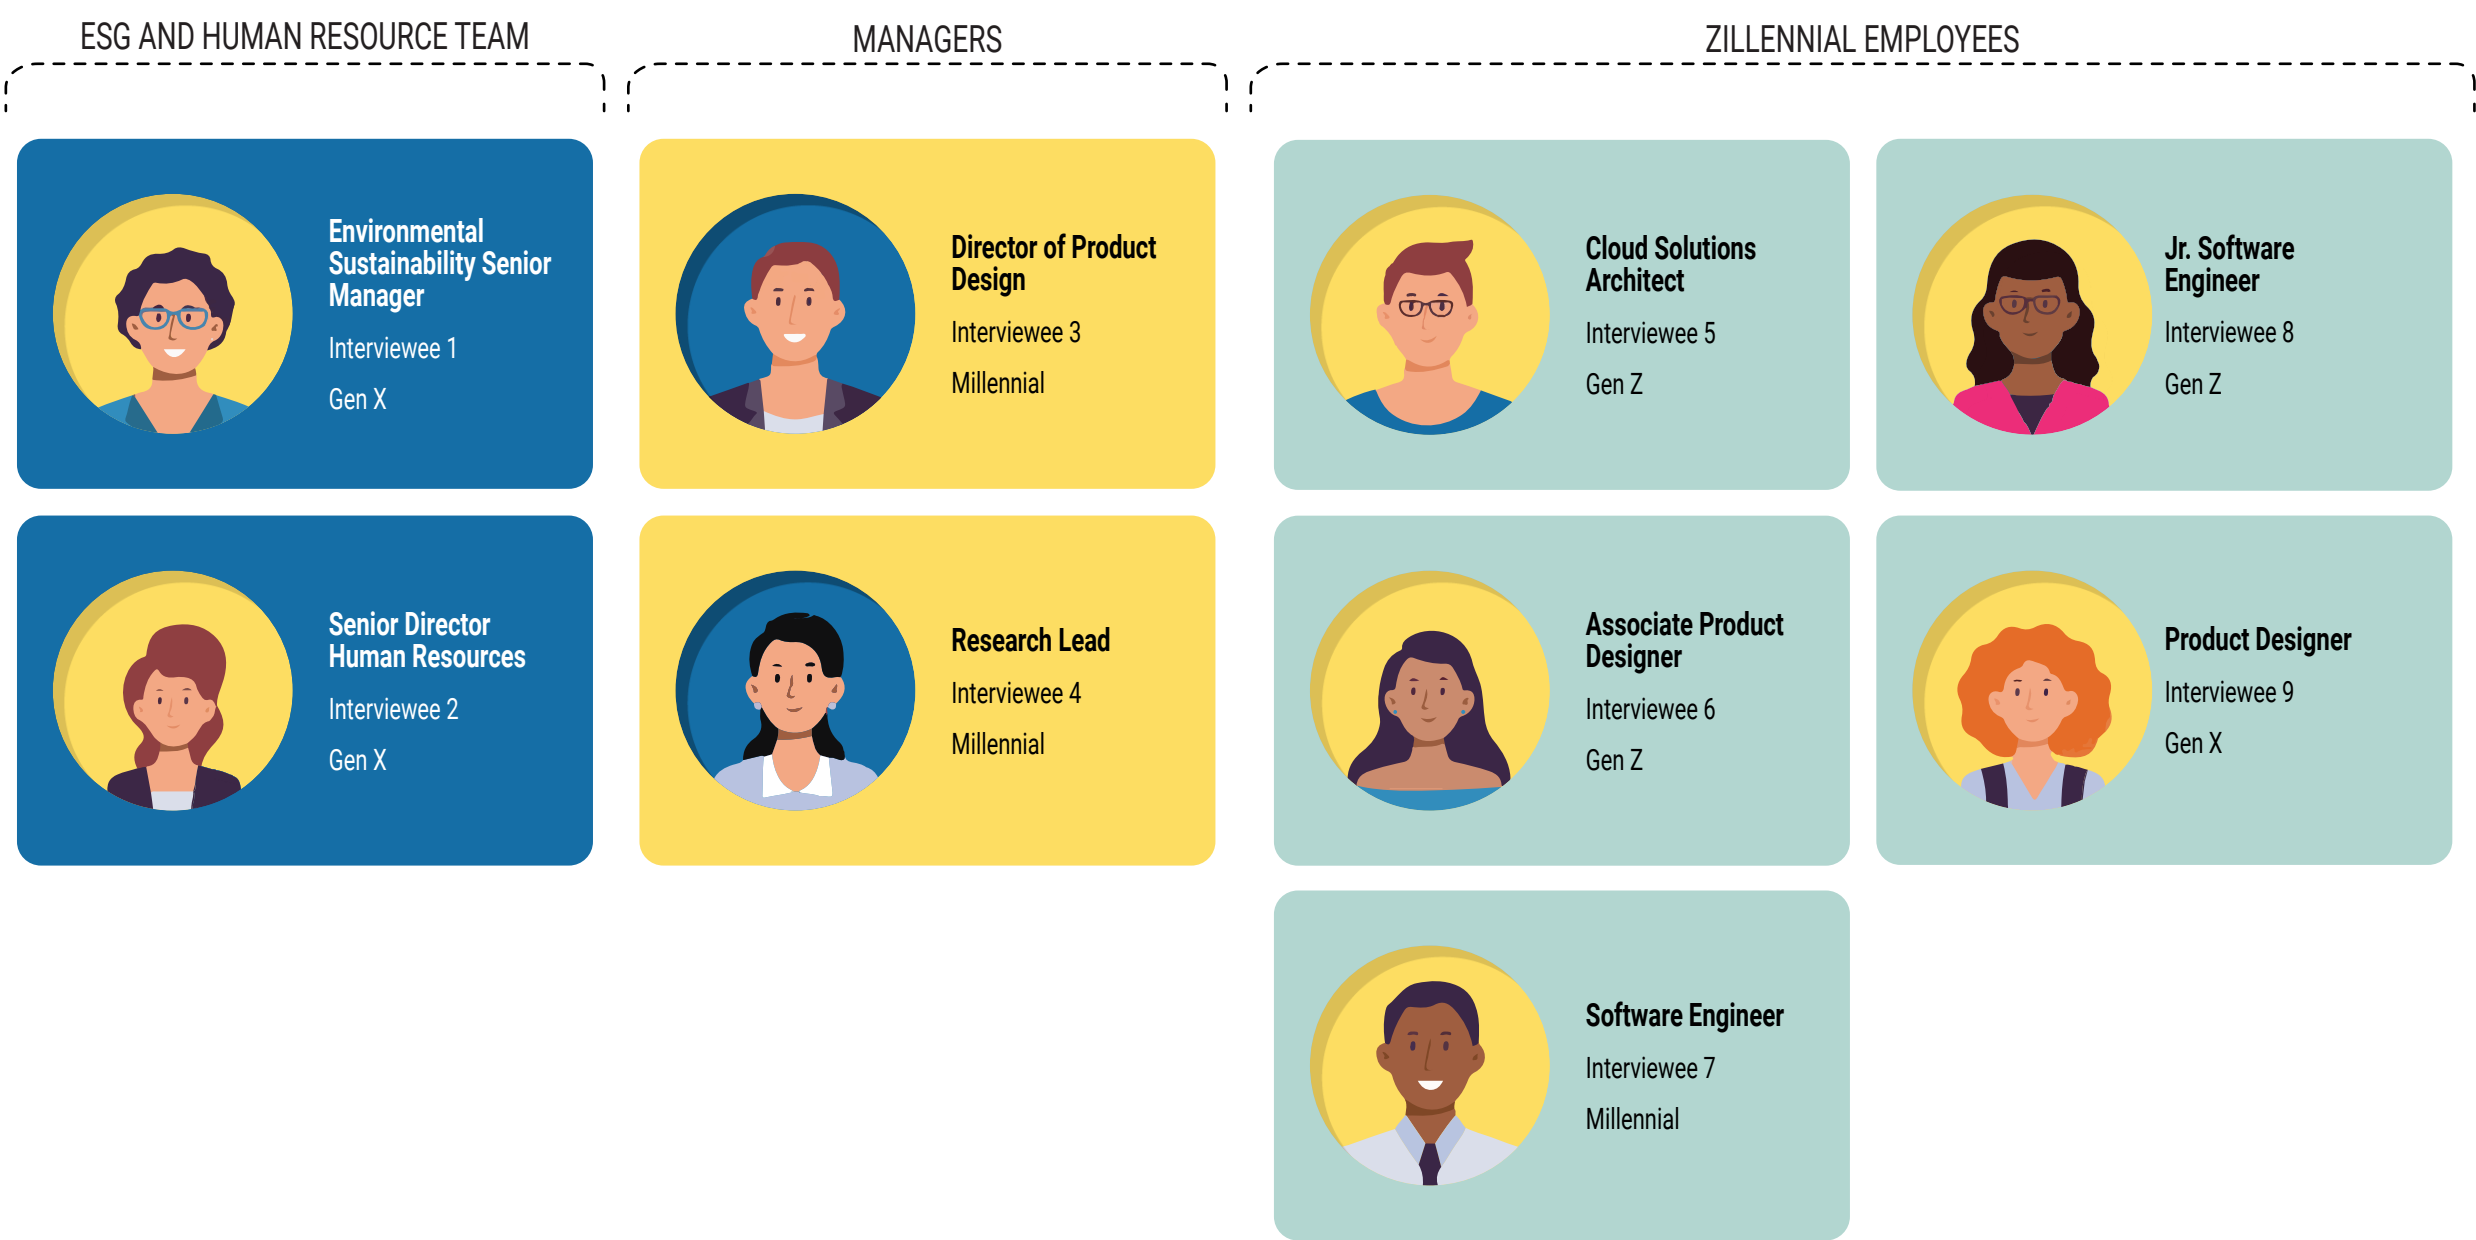 ESG AND HUMAN RESOURCE TEAM
Environmental
Sustainability Senior
Manager
Interviewee 1
Gen X
Senior Director
Human Resources
Interviewee 2
Gen X
MANAGERS
Director of Product
Design
Interviewee 3
Millennial
Research Lead
Interviewee 4
Millennial
ZILLENNIAL EMPLOYEES
Cloud Solutions
Architect
Interviewee 5
Gen Z
Associate Product
Designer
Interviewee 6
Gen Z
Software Engineer
Interviewee 7
Millennial
Jr. Software
Engineer
Interviewee 8
Gen Z
Product Designer
Interviewee 9
Gen X